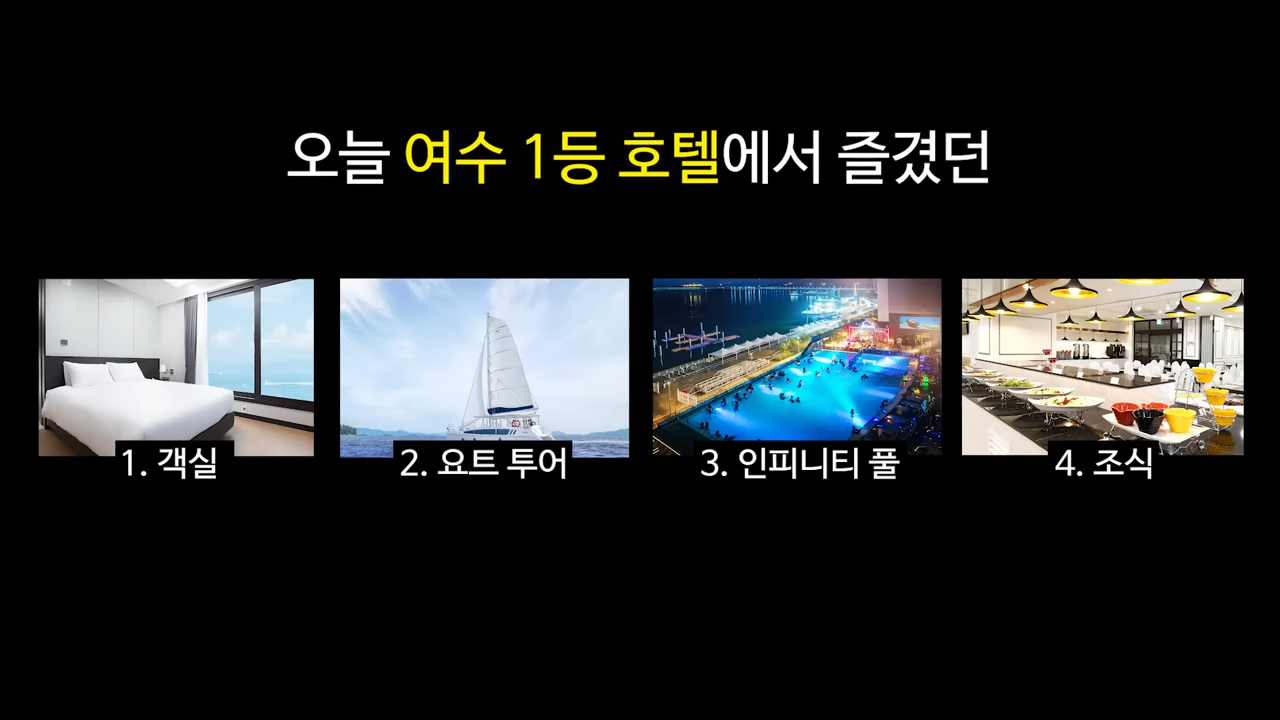 오늘 여수 1등 호텔에서 즐겼던
1. 객실
2. 요트 투어
3. 인피니티 풀
4. 조식